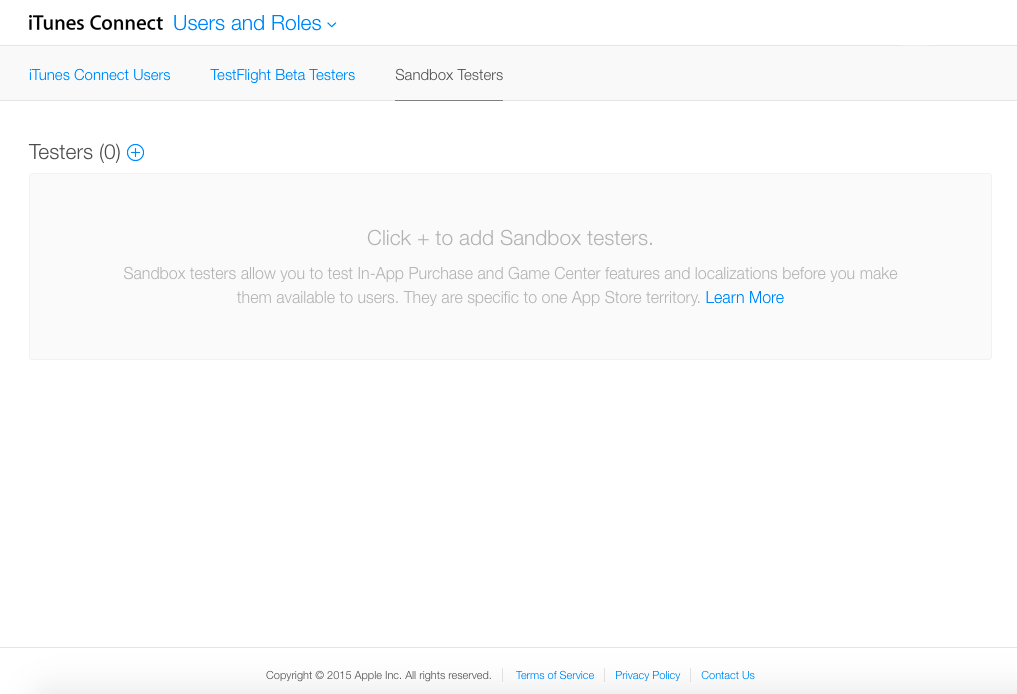 iTunes Connect Users and Roles
iTunes Connect Users TestFlight Beta Testers Sandbox Testers
Testers (0)
Click + to add Sandbox testers.
Sandbox testers allow you to test In-App Purchase and Game Center features and localizations before you make
them available to users. They are specific to one App Store territory. Learn More
Copyright © 2015 Apple Inc. All rights reserved. Terms of Service Privacy Policy Contact Us